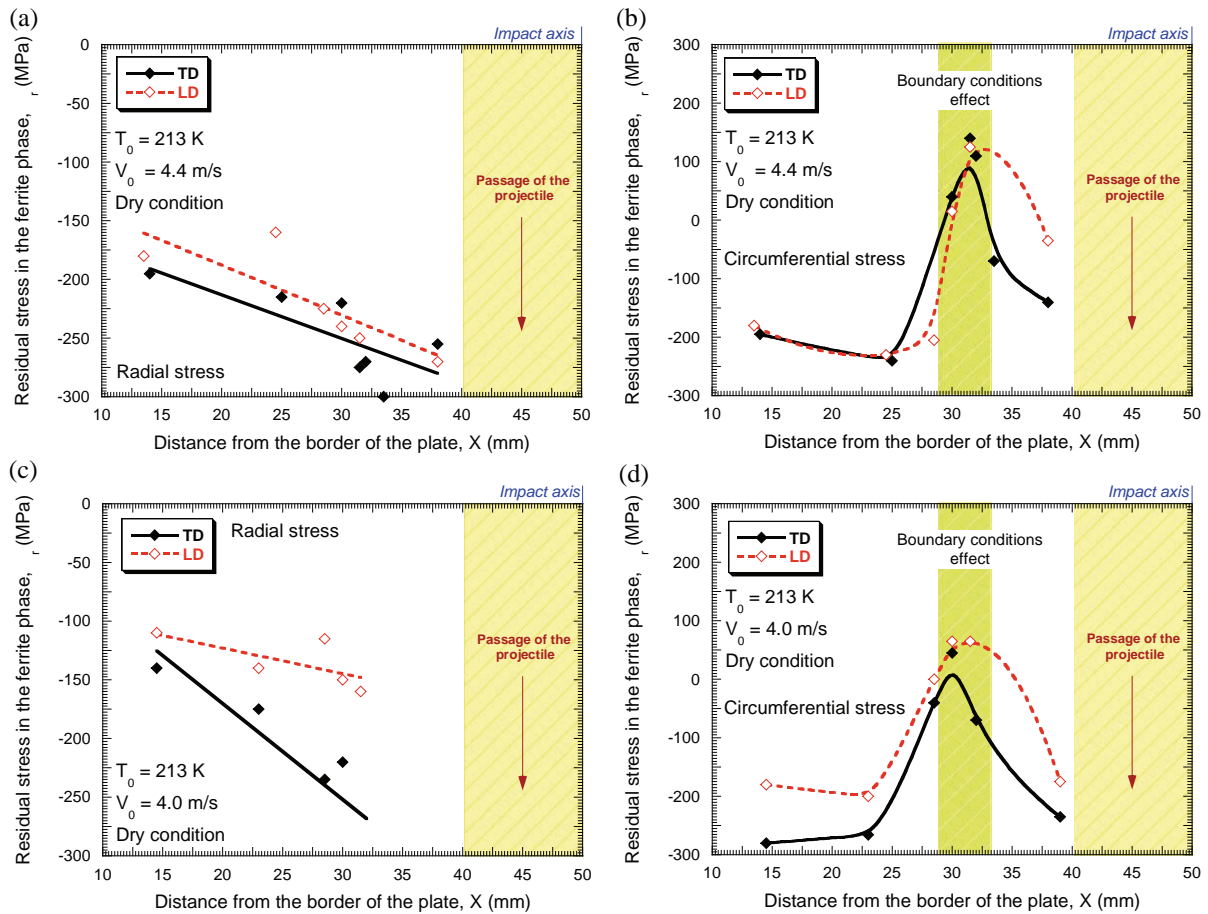 (a)
Impact axis
Residual stress in the ferrite phase, r (MPa)
0
-50
-100
-150
-200
-250
-300
TD
LD
T0 = 213 K
V0 = 4.4 m/s
Dry condition
Passage of the
projectile
Radial stress
10 15 20 25 30 35 40 45 50
Distance from the border of the plate, X (mm)
(b)
Impact axis
Residual stress in the ferrite phase, r (MPa)
300
200
100
0
-100
-200
-300
TD
LD
Boundary conditions
effect
T0 = 213 K
V0 = 4.4 m/s
Dry condition
Passage of the
projectile
Circumferential stress
10 15 20 25 30 35 40 45 50
Distance from the border of the plate, X (mm)
(c)
Impact axis
Residual stress in the ferrite phase, r (MPa)
0
-50
-100
-150
-200
-250
-300
TD
LD
Radial stress
Passage of the
projectile
T0 = 213 K
V0 = 4.0 m/s
Dry condition
10 15 20 25 30 35 40 45 50
Distance from the border of the plate, X (mm)
(d)
Impact axis
Residual stress in the ferrite phase, r (MPa)
300
200
100
0
-100
-200
-300
TD
LD
Boundary conditions
effect
T0 = 213 K
V0 = 4.0 m/s
Dry condition
Passage of the
projectile
Circumferential stress
10 15 20 25 30 35 40 45 50
Distance from the border of the plate, X (mm)